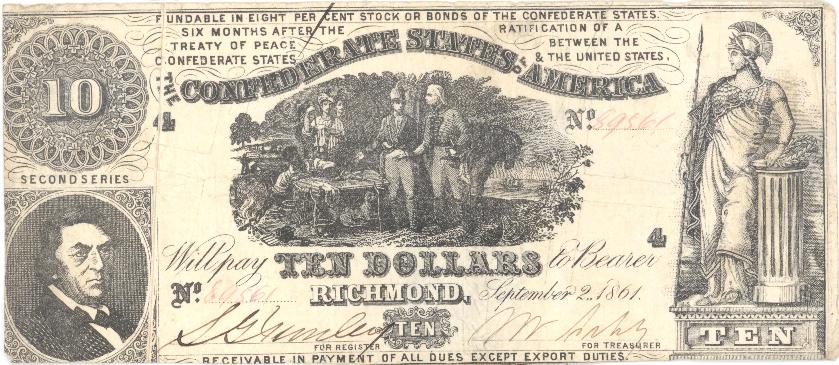 FUNDABLE IN EIGHT PER CENT STOCK OR BONDS OF THE CONFEDERATE STATES.
SIX MONTHS AFTER THE RATIFICATION OF A
TREATY OF PEACE BETWEEN THE
CONFEDERATE STATES & THE UNITED STATES.
THE CONFEDERATE STATES OF AMERICA
10
SECOND SERIES
4
No. 89561
4
Will pay TEN DOLLARS to Bearer
No.
RICHMOND, September 2, 1861.
TEN
FOR REGISTER
FOR TREASURER
TEN
RECEIVABLE IN PAYMENT OF ALL DUES EXCEPT EXPORT DUTIES.